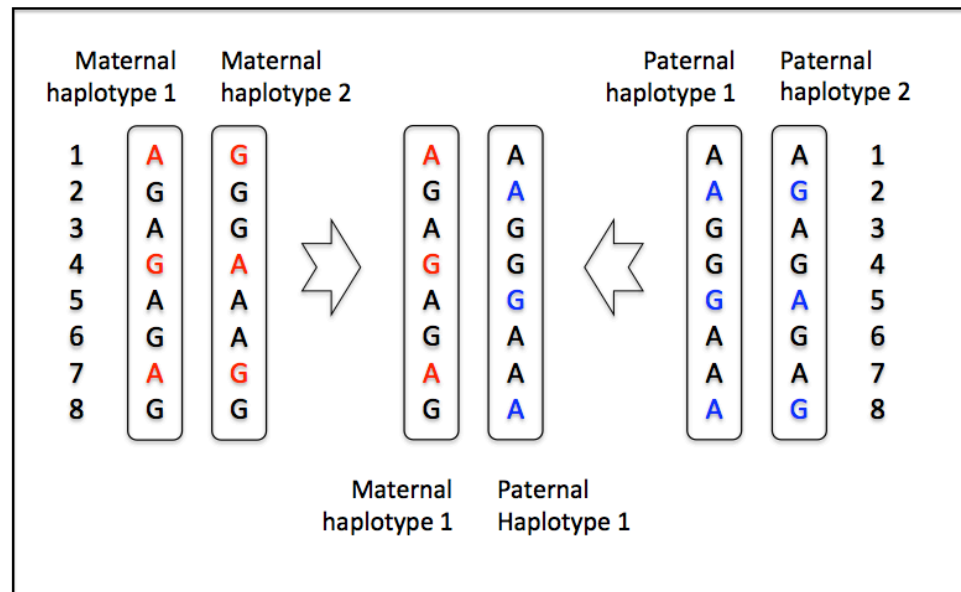 Maternal haplotype 1 Maternal haplotype 2 Paternal haplotype 1 Paternal haplotype 2
1 A G A A A A 1
2 G G G A A G 2
3 A G A G G A 3
4 G A G G G G 4
5 A A A G G A 5
6 G A G A A G 6
7 A G A A A A 7
8 G G G A A G 8
Maternal haplotype 1 Paternal Haplotype 1